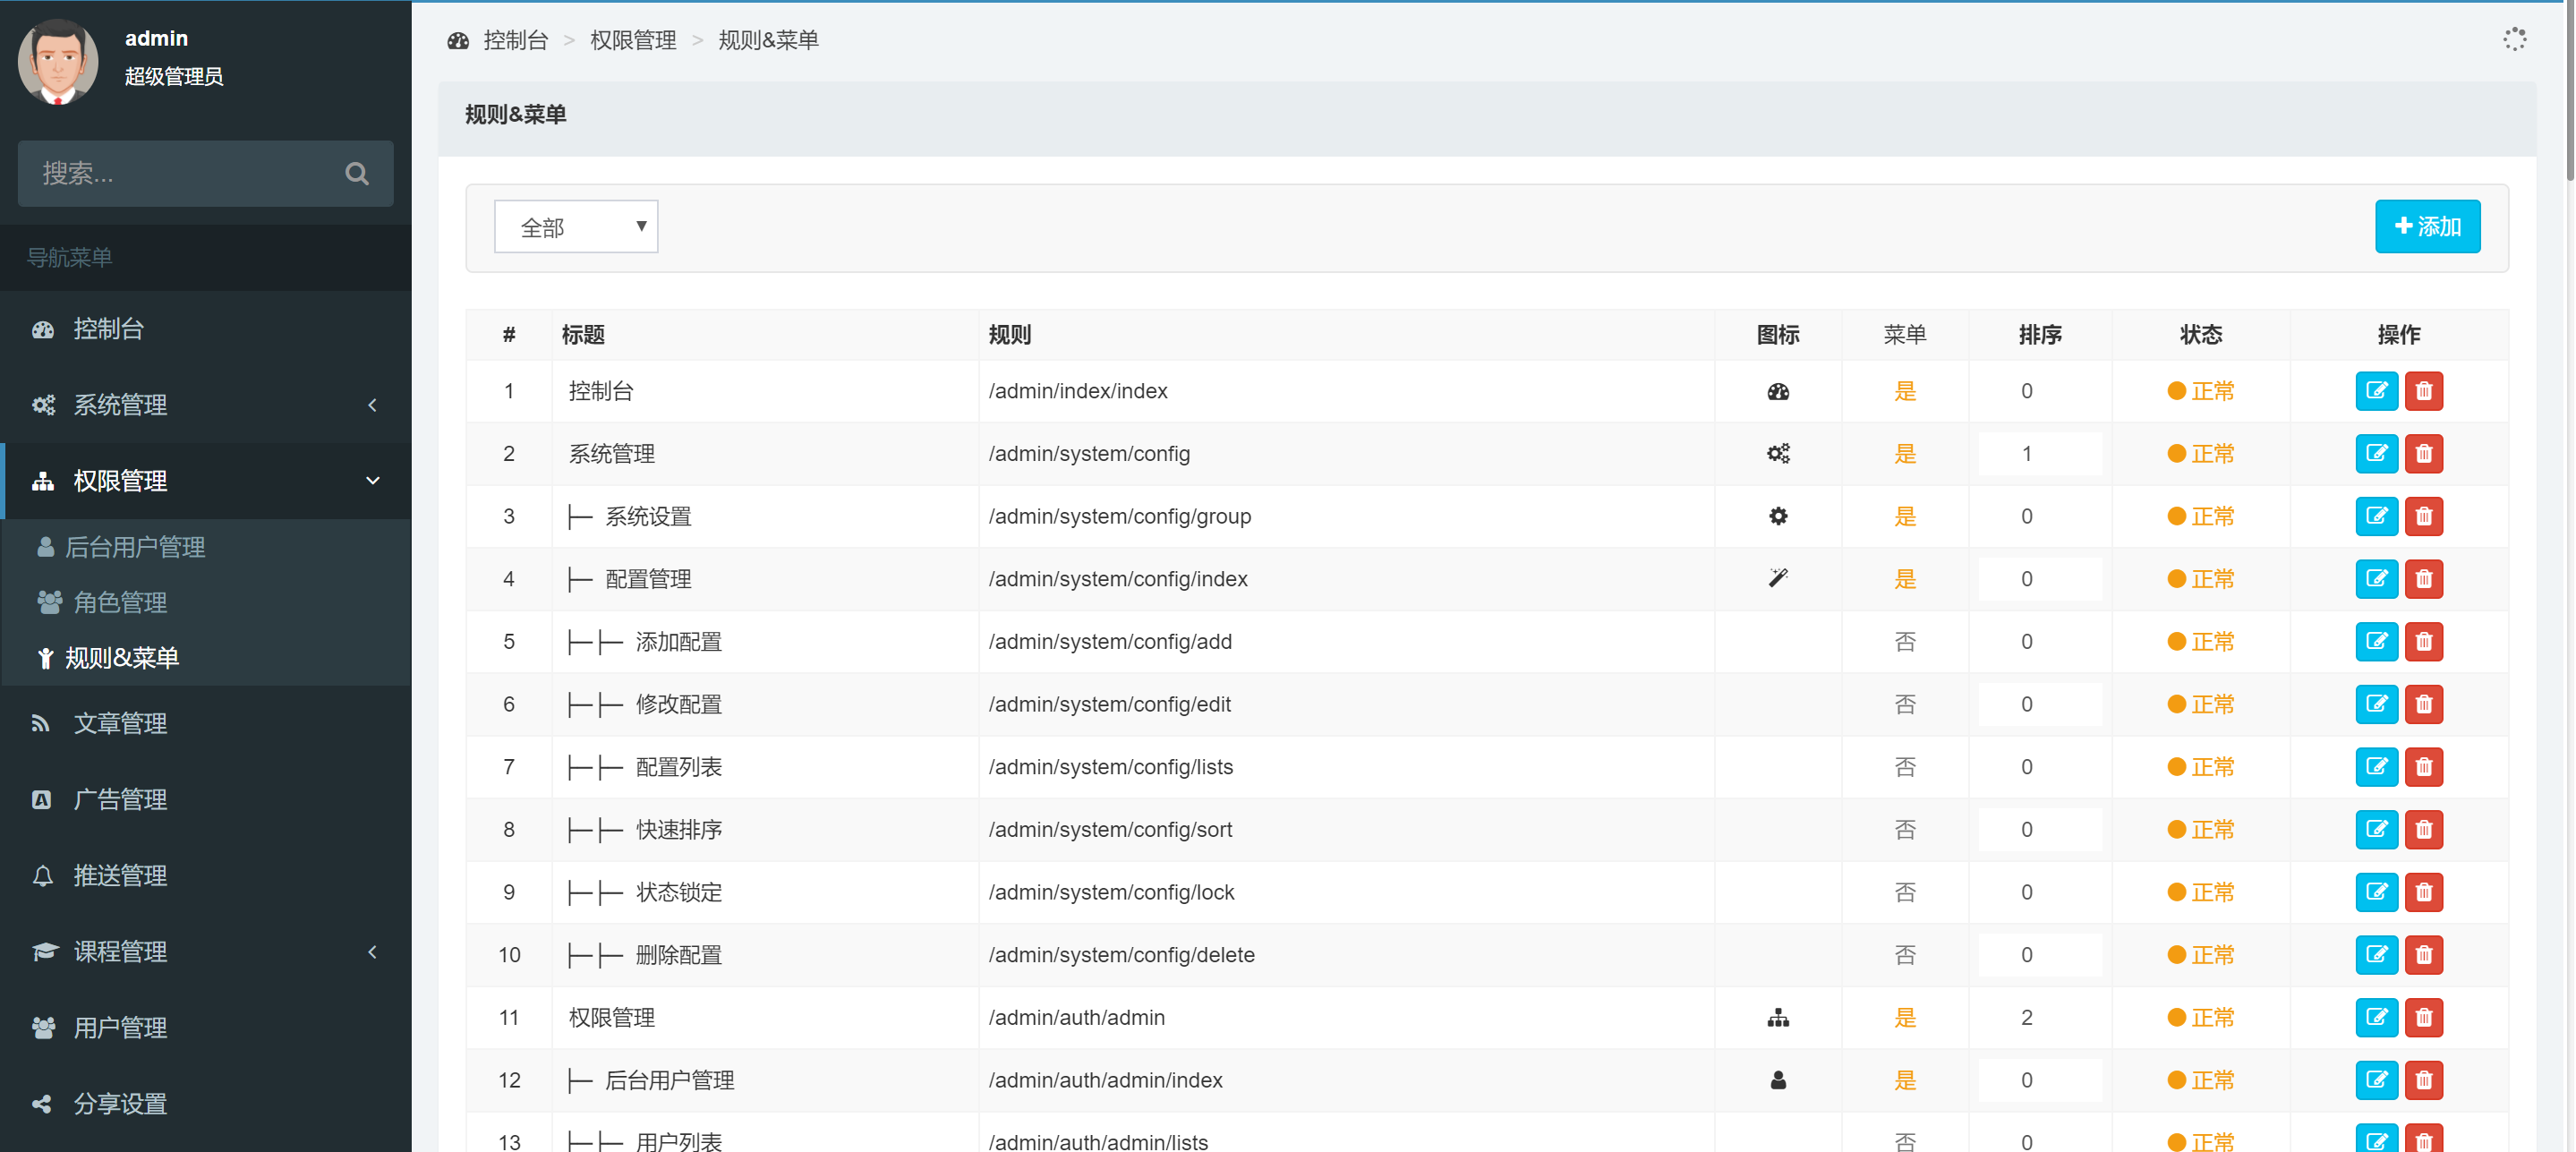 admin
超级管理员
搜索...
导航菜单
控制台
系统管理
权限管理
后台用户管理
角色管理
规则&菜单
文章管理
广告管理
推送管理
课程管理
用户管理
分享设置
控制台 > 权限管理 > 规则&菜单
规则&菜单
全部
添加
# 标题 规则 图标 菜单 排序 状态 操作
1 控制台 /admin/index/index 是 0 正常
2 系统管理 /admin/system/config 是 1 正常
3 ├─ 系统设置 /admin/system/config/group 是 0 正常
4 ├─ 配置管理 /admin/system/config/index 是 0 正常
5 ├─├─ 添加配置 /admin/system/config/add 否 0 正常
6 ├─├─ 修改配置 /admin/system/config/edit 否 0 正常
7 ├─├─ 配置列表 /admin/system/config/lists 否 0 正常
8 ├─├─ 快速排序 /admin/system/config/sort 否 0 正常
9 ├─├─ 状态锁定 /admin/system/config/lock 否 0 正常
10 ├─├─ 删除配置 /admin/system/config/delete 否 0 正常
11 权限管理 /admin/auth/admin 是 2 正常
12 ├─ 后台用户管理 /admin/auth/admin/index 是 0 正常
13 ├─├─ 用户列表 /admin/auth/admin/lists 否 0 正常